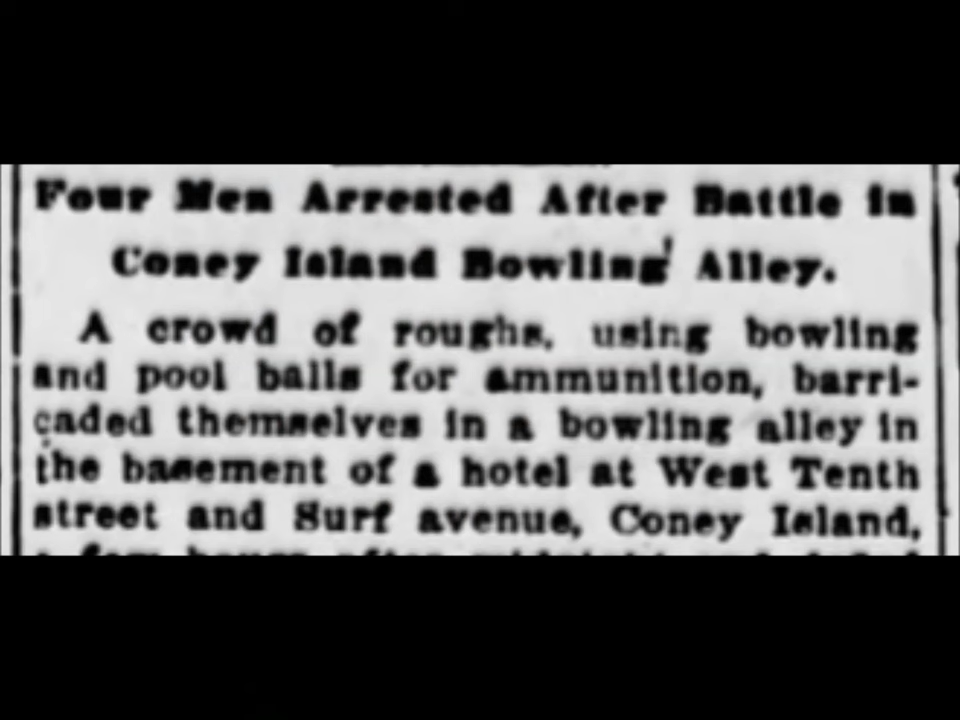 Four Men Arrested After Battle in
Coney Island Bowling Alley.
A crowd of roughs, using bowling
and pool balls for ammunition, barri-
caded themselves in a bowling alley in
the basement of a hotel at West Tenth
street and Surf avenue, Coney Island,